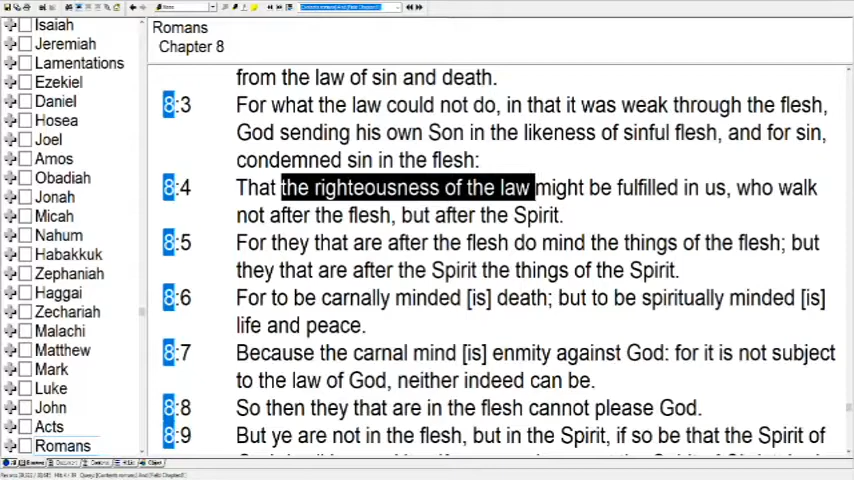 Isaiah
Jeremiah
Lamentations
Ezekiel
Daniel
Hosea
Joel
Amos
Obadiah
Jonah
Micah
Nahum
Habakkuk
Zephaniah
Haggai
Zechariah
Malachi
Matthew
Mark
Luke
John
Acts
Romans
Romans
Chapter 8
from the law of sin and death.
8:3 For what the law could not do, in that it was weak through the flesh,
God sending his own Son in the likeness of sinful flesh, and for sin,
condemned sin in the flesh:
8:4 That the righteousness of the law might be fulfilled in us, who walk
not after the flesh, but after the Spirit.
8:5 For they that are after the flesh do mind the things of the flesh; but
they that are after the Spirit the things of the Spirit.
8:6 For to be carnally minded [is] death; but to be spiritually minded [is]
life and peace.
8:7 Because the carnal mind [is] enmity against God: for it is not subject
to the law of God, neither indeed can be.
8:8 So then they that are in the flesh cannot please God.
8:9 But ye are not in the flesh, but in the Spirit, if so be that the Spirit of